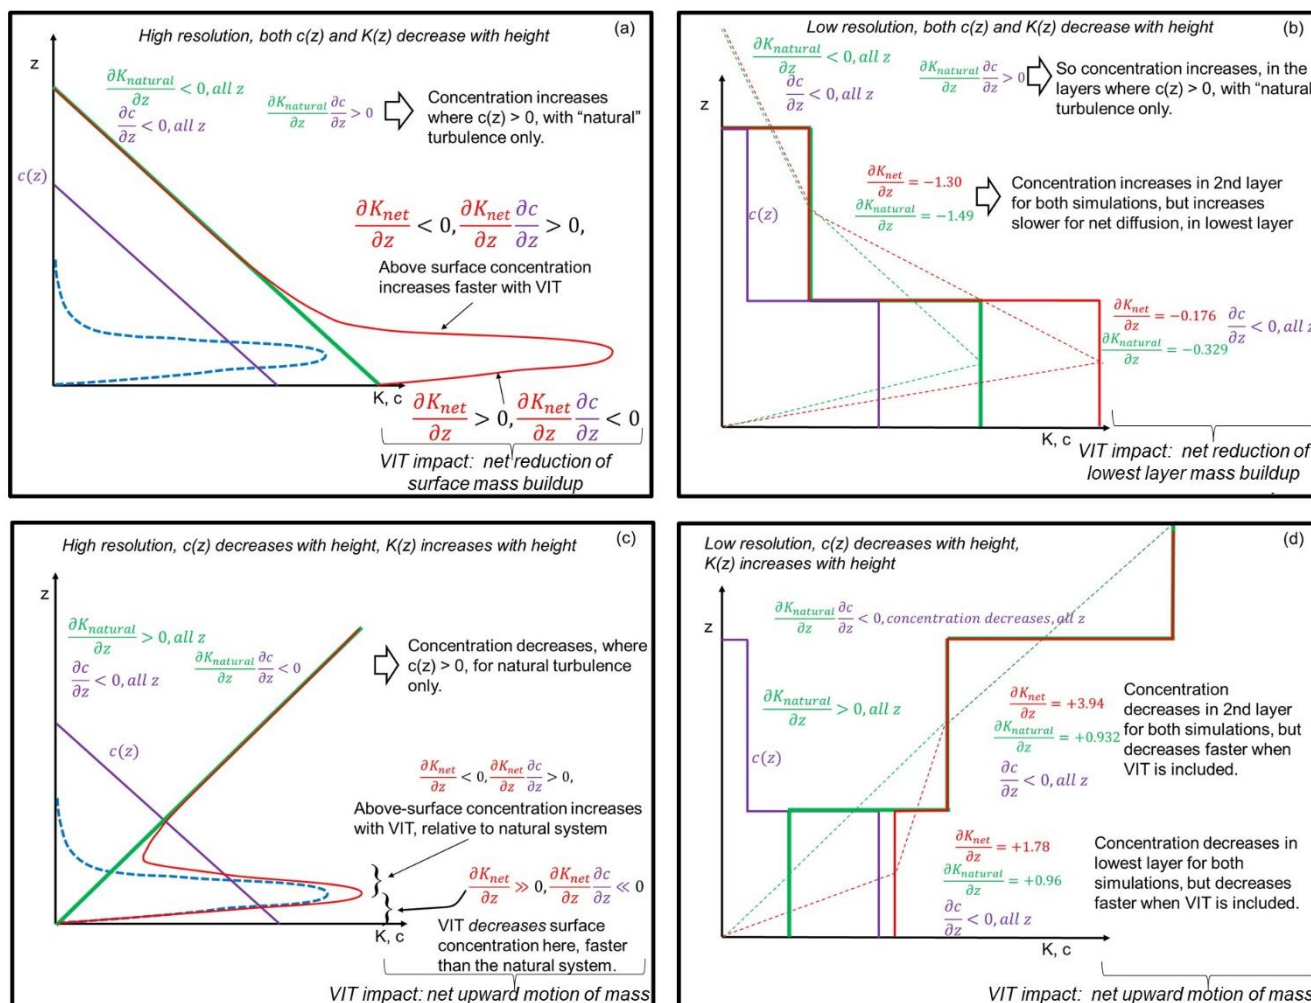 (a)
High resolution, both c(z) and K(z) decrease with height
z
∂K_natural/∂z < 0, all z
∂c/∂z < 0, all z
∂K_natural/∂z ∂c/∂z > 0
Concentration increases
where c(z) > 0, with “natural”
turbulence only.
c(z)
∂K_net/∂z < 0, ∂K_net/∂z ∂c/∂z > 0,
Above surface concentration
increases faster with VIT
K, c
∂K_net/∂z > 0, ∂K_net/∂z ∂c/∂z < 0
VIT impact: net reduction of
surface mass buildup
(b)
Low resolution, both c(z) and K(z) decrease with height
z
∂K_natural/∂z < 0, all z
∂c/∂z < 0, all z
∂K_natural/∂z ∂c/∂z > 0
So concentration increases, in the
layers where c(z) > 0, with “natural
turbulence only.
c(z)
∂K_net/∂z = −1.30
∂K_natural/∂z = −1.49
Concentration increases in 2nd layer
for both simulations, but increases
slower for net diffusion, in lowest layer
∂K_net/∂z = −0.176
∂K_natural/∂z = −0.329
∂c/∂z < 0, all z
K, c
VIT impact: net reduction of
lowest layer mass buildup
(c)
High resolution, c(z) decreases with height, K(z) increases with height
z
∂K_natural/∂z > 0, all z
∂c/∂z < 0, all z
∂K_natural/∂z ∂c/∂z < 0
Concentration decreases, where
c(z) > 0, for natural turbulence
only.
c(z)
∂K_net/∂z < 0, ∂K_net/∂z ∂c/∂z > 0,
Above-surface concentration increases
with VIT, relative to natural system
∂K_net/∂z ≫ 0, ∂K_net/∂z ∂c/∂z ≪ 0
K, c
VIT decreases surface
concentration here, faster
than the natural system.
VIT impact: net upward motion of mass
(d)
Low resolution, c(z) decreases with height,
K(z) increases with height
z
∂K_natural/∂z ∂c/∂z < 0, concentration decreases, all z
∂K_natural/∂z > 0, all z
c(z)
∂K_net/∂z = +3.94
∂K_natural/∂z = +0.932
∂c/∂z < 0, all z
Concentration
decreases in 2nd layer
for both simulations, but
decreases faster when
VIT is included.
∂K_net/∂z = +1.78
∂K_natural/∂z = +0.96
∂c/∂z < 0, all z
Concentration decreases in
lowest layer for both
simulations, but decreases
faster when VIT is included.
K, c
VIT impact: net upward motion of mass